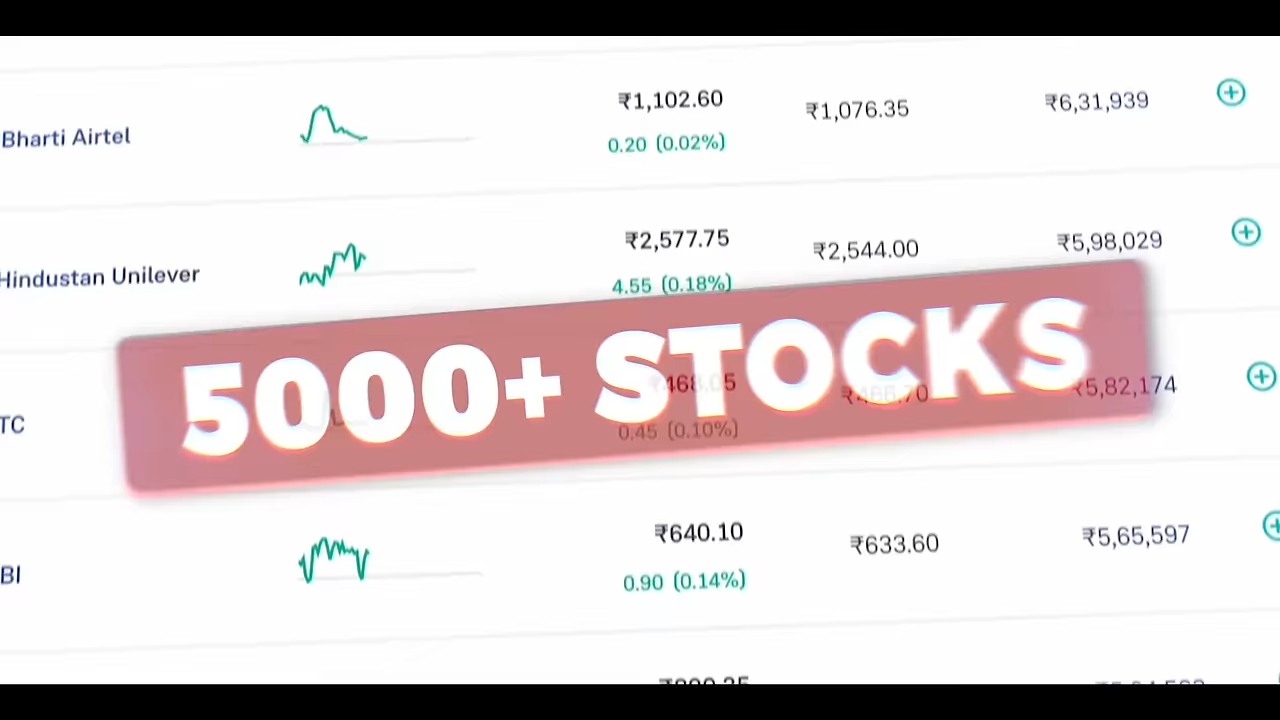 Bharti Airtel ₹1,102.60 ₹1,076.35 ₹6,31,939
0.20 (0.02%)
Hindustan Unilever ₹2,577.75 ₹2,544.00 ₹5,98,029
4.55 (0.18%)
5000+ STOCKS
TC ₹468.05 ₹5,82,174
0.45 (0.10%)
BI ₹640.10 ₹633.60 ₹5,65,597
0.90 (0.14%)